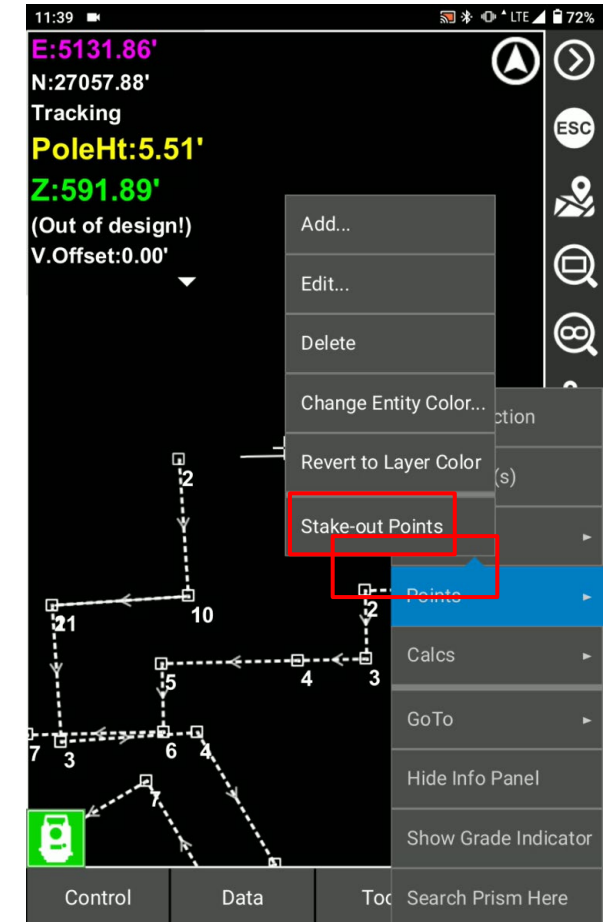 11:39
LTE
72%
E:5131.86'
N:27057.88'
Tracking
PoleHt:5.51'
Z:591.89'
(Out of design!)
V.Offset:0.00'
ESC
Add...
Edit...
Delete
Change Entity Color...
Revert to Layer Color
Stake-out Points
ction
(s)
Points
Calcs
GoTo
Hide Info Panel
Show Grade Indicator
Search Prism Here
2
10
2
5
4
3
7
3
6
4
7
Control
Data
Too